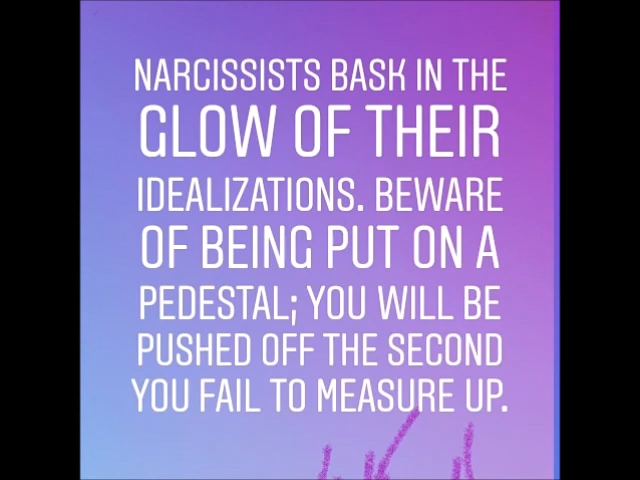 NARCISSISTS BASK IN THE
GLOW OF THEIR
IDEALIZATIONS. BEWARE
OF BEING PUT ON A
PEDESTAL; YOU WILL BE
PUSHED OFF THE SECOND
YOU FAIL TO MEASURE UP.